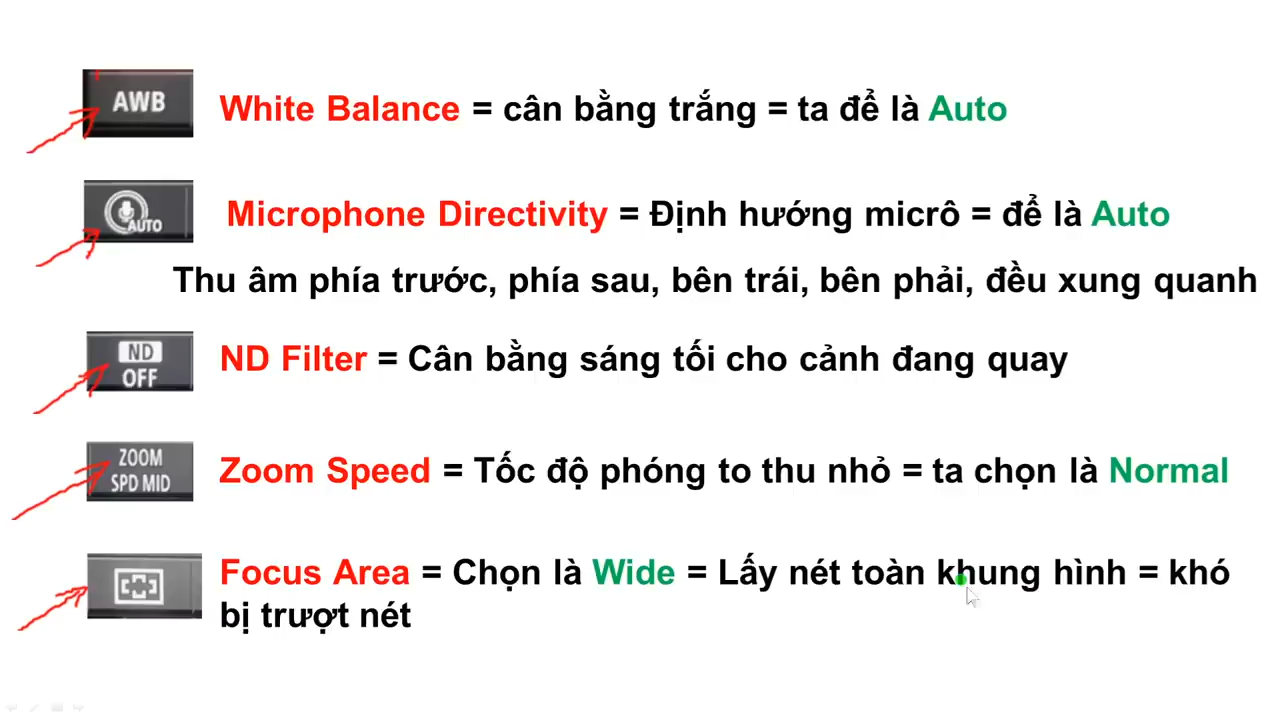 AWB
White Balance = cân bằng trắng = ta để là Auto
AUTO
Microphone Directivity = Định hướng micrô = để là Auto
Thu âm phía trước, phía sau, bên trái, bên phải, đều xung quanh
ND
OFF
ND Filter = Cân bằng sáng tối cho cảnh đang quay
ZOOM
SPD MID
Zoom Speed = Tốc độ phóng to thu nhỏ = ta chọn là Normal
Focus Area = Chọn là Wide = Lấy nét toàn khung hình = khó
bị trượt nét